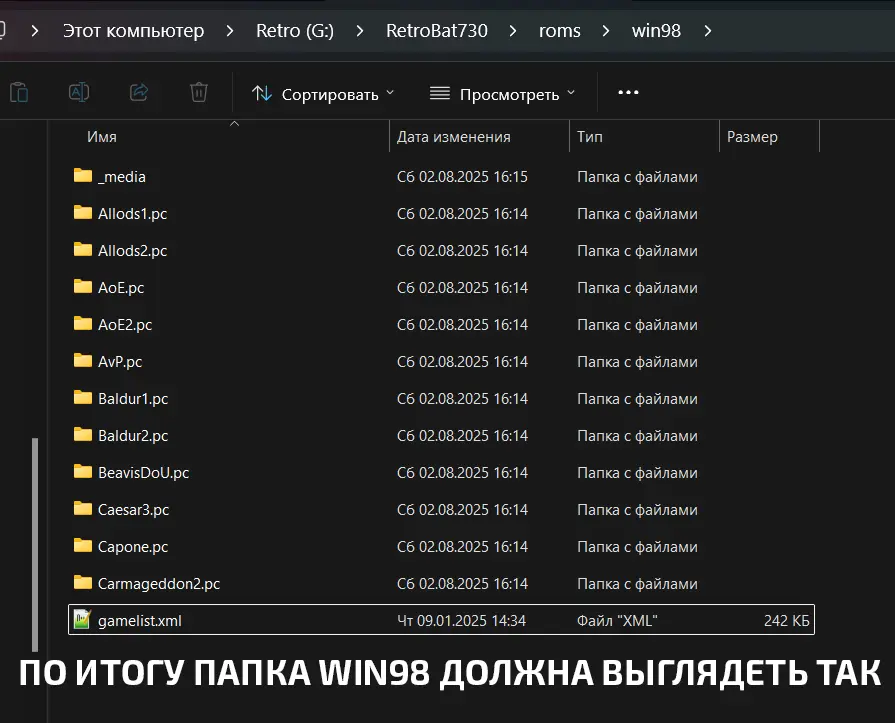 Этот компьютер > Retro (G:) > RetroBat730 > roms > win98 >
Сортировать Просмотреть
Имя Дата изменения Тип Размер
_media Сб 02.08.2025 16:15 Папка с файлами
Allods1.pc Сб 02.08.2025 16:14 Папка с файлами
Allods2.pc Сб 02.08.2025 16:14 Папка с файлами
AoE.pc Сб 02.08.2025 16:14 Папка с файлами
AoE2.pc Сб 02.08.2025 16:14 Папка с файлами
AvP.pc Сб 02.08.2025 16:14 Папка с файлами
Baldur1.pc Сб 02.08.2025 16:14 Папка с файлами
Baldur2.pc Сб 02.08.2025 16:14 Папка с файлами
BeavisDoU.pc Сб 02.08.2025 16:14 Папка с файлами
Caesar3.pc Сб 02.08.2025 16:14 Папка с файлами
Capone.pc Сб 02.08.2025 16:14 Папка с файлами
Carmageddon2.pc Сб 02.08.2025 16:14 Папка с файлами
gamelist.xml Чт 09.01.2025 14:34 Файл "XML" 242 КБ
ПО ИТОГУ ПАПКА WIN98 ДОЛЖНА ВЫГЛЯДЕТЬ ТАК